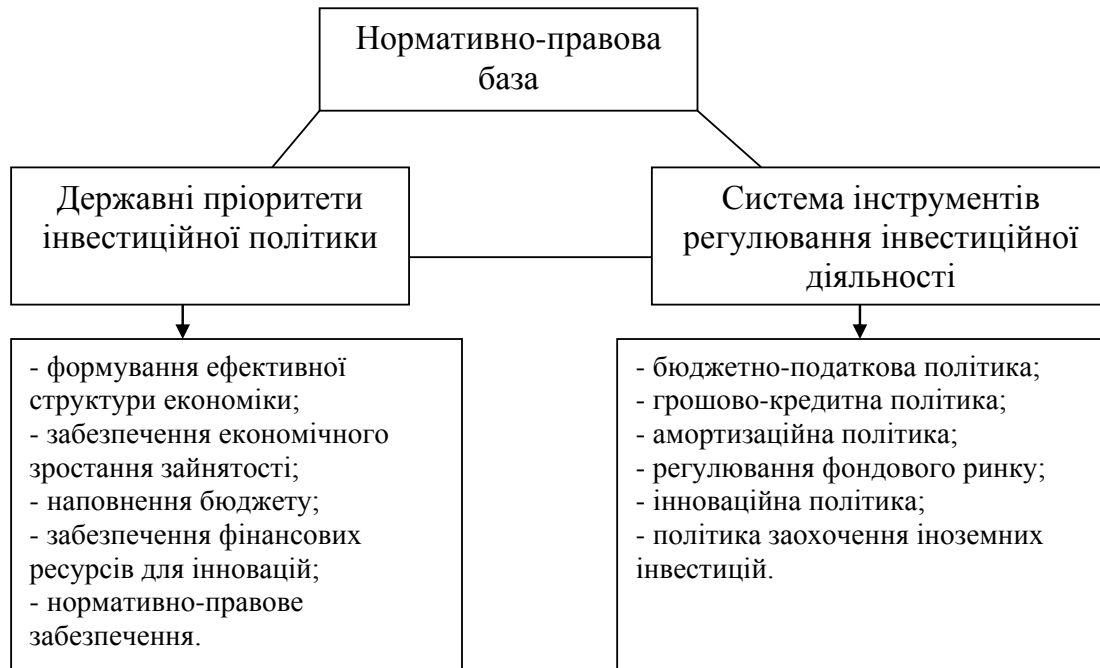 Нормативно-правова
база
Державні пріоритети
інвестиційної політики
Система інструментів
регулювання інвестиційної
діяльності
- формування ефективної
структури економіки;
- забезпечення економічного
зростання зайнятості;
- наповнення бюджету;
- забезпечення фінансових
ресурсів для інновацій;
- нормативно-правове
забезпечення.
- бюджетно-податкова політика;
- грошово-кредитна політика;
- амортизаційна політика;
- регулювання фондового ринку;
- інноваційна політика;
- політика заохочення іноземних
інвестицій.